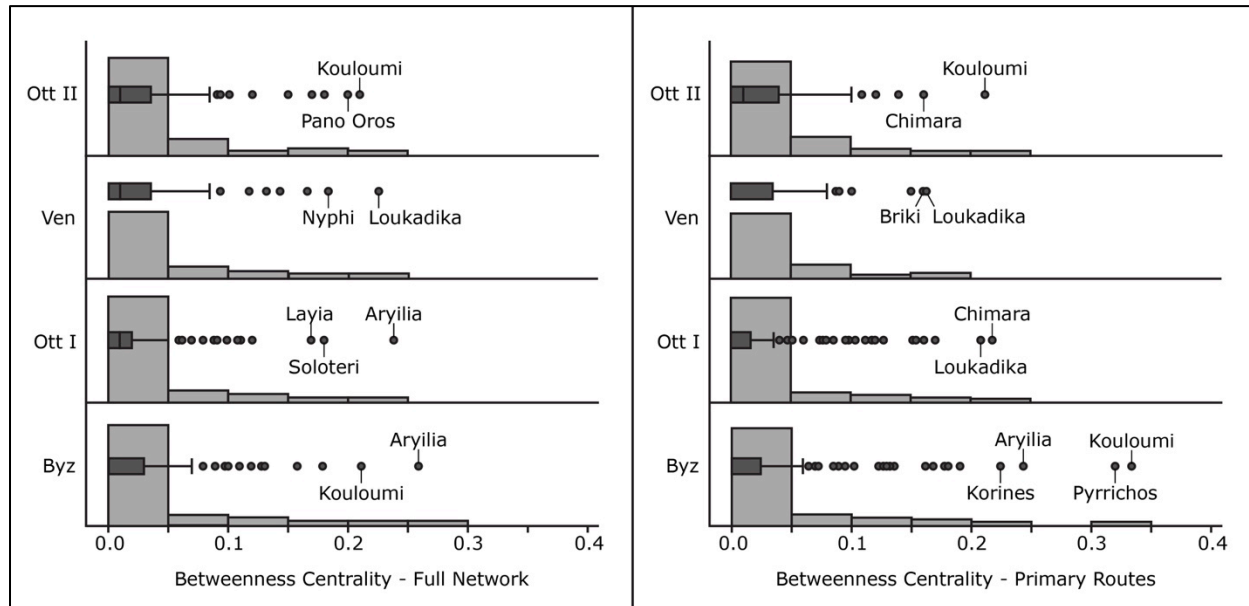 Kouloumi
Ott II
Pano Oros
Ven
Nyphi Loukadika
Layia Aryilia
Ott I
Soloteri
Aryilia
Byz
Kouloumi
0.0 0.1 0.2 0.3 0.4
Betweenness Centrality - Full Network
Kouloumi
Ott II
Chimara
Ven
Briki Loukadika
Chimara
Ott I
Loukadika
Aryilia Kouloumi
Byz
Korines Pyrrichos
0.0 0.1 0.2 0.3 0.4
Betweenness Centrality - Primary Routes